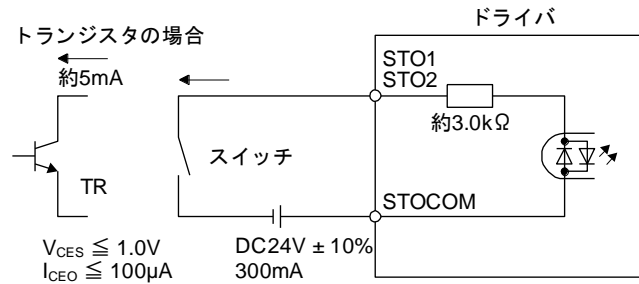 ドライバ
トランジスタの場合
約5mA
STO1
STO2
約3.0kΩ
スイッチ
TR
STOCOM
VCES ≦ 1.0V
ICEO ≦ 100µA
DC24V ± 10%
300mA